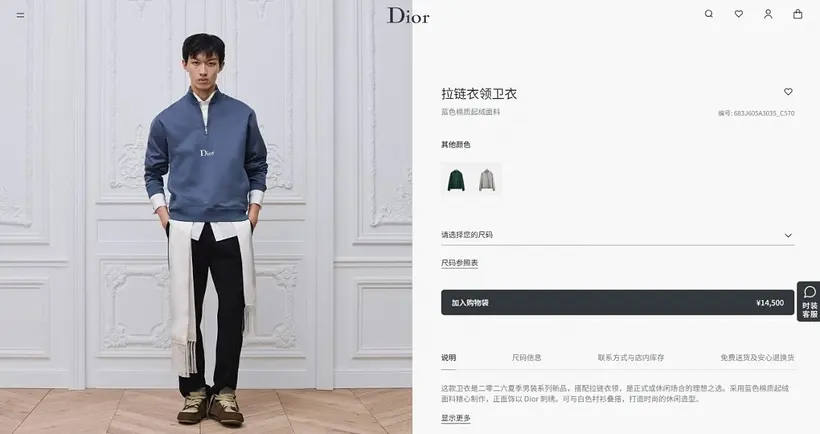 Dior
Dior
拉链衣领卫衣
蓝色棉质起绒面料
编号: 683J605A3035_C570
其他颜色
请选择您的尺码
尺码参照表
加入购物袋 ¥14,500
时装
客服
说明 尺码信息 联系方式与店内库存 免费送货及安心退换货
这款卫衣是二零二六夏季男装系列新品，搭配拉链衣领，是正式或休闲场合的理想之选。采用蓝色棉质起绒
面料精心制作，正面饰以 Dior 刺绣。可与白色衬衫叠搭，打造时尚的休闲造型。
显示更多